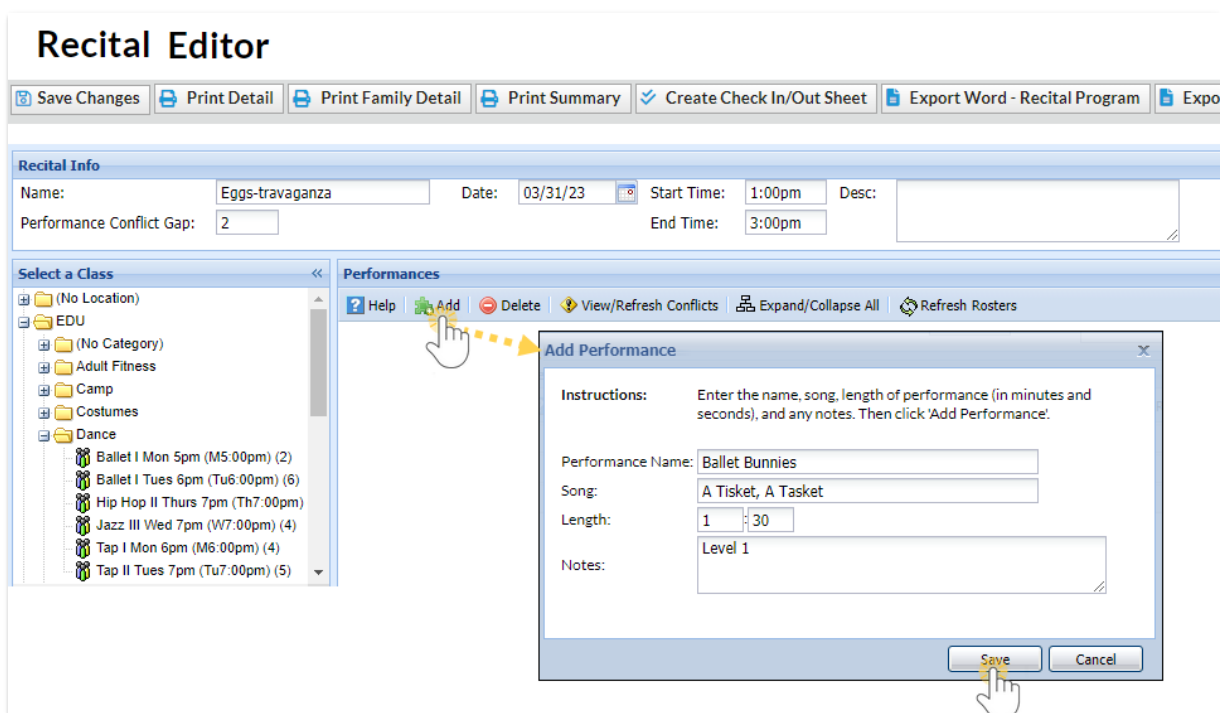 Recital Editor
Save Changes Print Detail Print Family Detail Print Summary Create Check In/Out Sheet Export Word - Recital Program Expo
Recital Info
Name: Eggs-travaganza Date: 03/31/23 Start Time: 1:00pm Desc:
Performance Conflict Gap: 2 End Time: 3:00pm
Select a Class «
(No Location)
EDU
(No Category)
Adult Fitness
Camp
Costumes
Dance
Ballet I Mon 5pm (M5:00pm) (2)
Ballet I Tues 6pm (Tu6:00pm) (6)
Hip Hop II Thurs 7pm (Th7:00pm)
Jazz III Wed 7pm (W7:00pm) (4)
Tap I Mon 6pm (M6:00pm) (4)
Tap II Tues 7pm (Tu7:00pm) (5)
Performances
? Help Add Delete View/Refresh Conflicts Expand/Collapse All Refresh Rosters
Add Performance x
Instructions: Enter the name, song, length of performance (in minutes and
seconds), and any notes. Then click 'Add Performance'.
Performance Name: Ballet Bunnies
Song: A Tisket, A Tasket
Length: 1 : 30
Notes: Level 1
Save Cancel